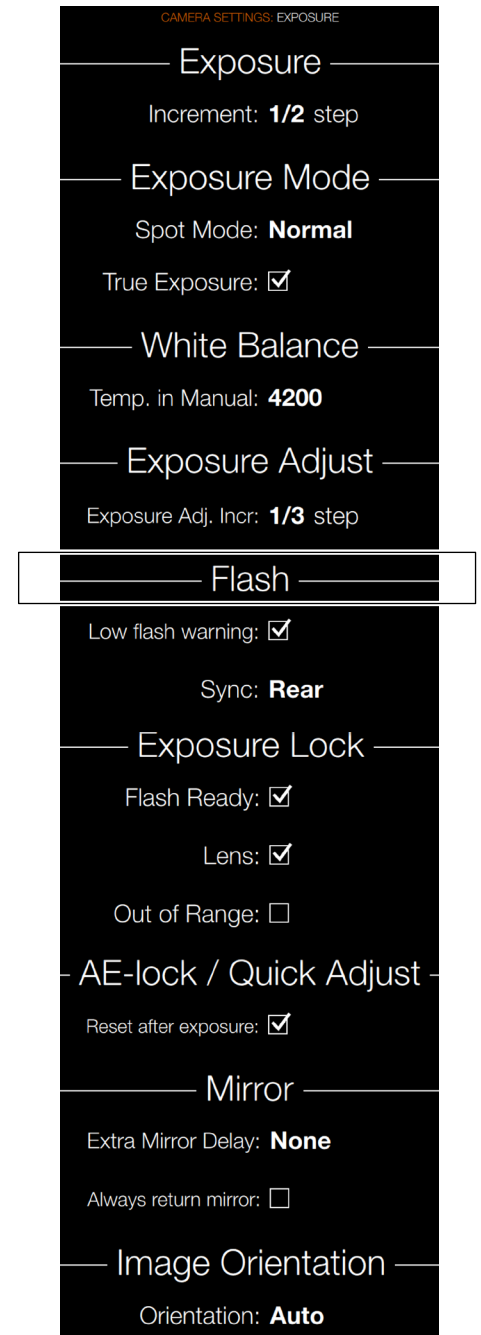 CAMERA SETTINGS: EXPOSURE
Exposure
Increment: 1/2 step
Exposure Mode
Spot Mode: Normal
True Exposure:
White Balance
Temp. in Manual: 4200
Exposure Adjust
Exposure Adj. Incr: 1/3 step
Flash
Low flash warning:
Sync: Rear
Exposure Lock
Flash Ready:
Lens:
Out of Range:
AE-lock / Quick Adjust
Reset after exposure:
Mirror
Extra Mirror Delay: None
Always return mirror:
Image Orientation
Orientation: Auto